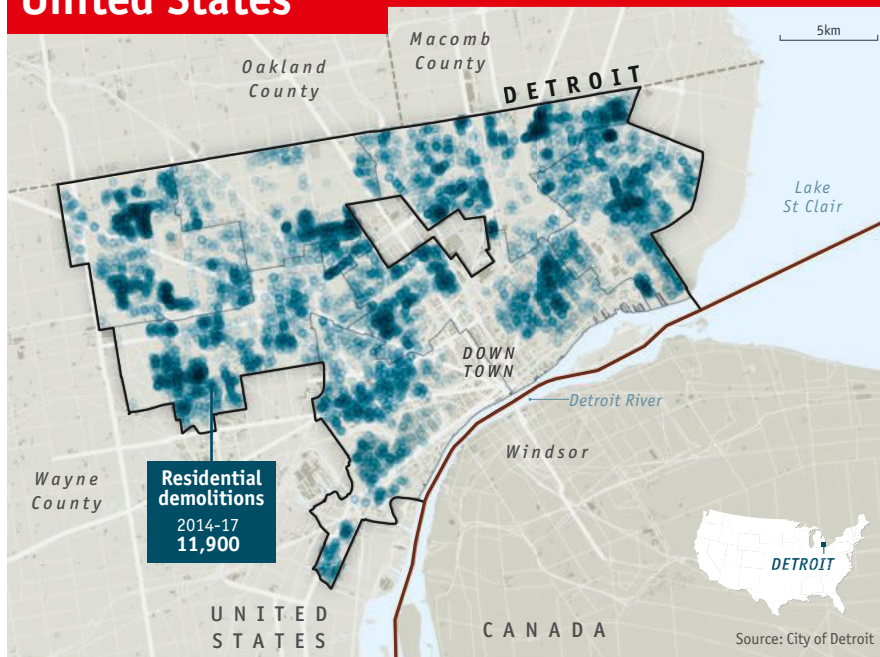 United States
5km
Macomb
County
Oakland
County
DETROIT
Lake
St Clair
DOWN
TOWN
Detroit River
Windsor
Wayne
County
Residential
demolitions
2014-17
11,900
DETROIT
UNITED
STATES
CANADA
Source: City of Detroit